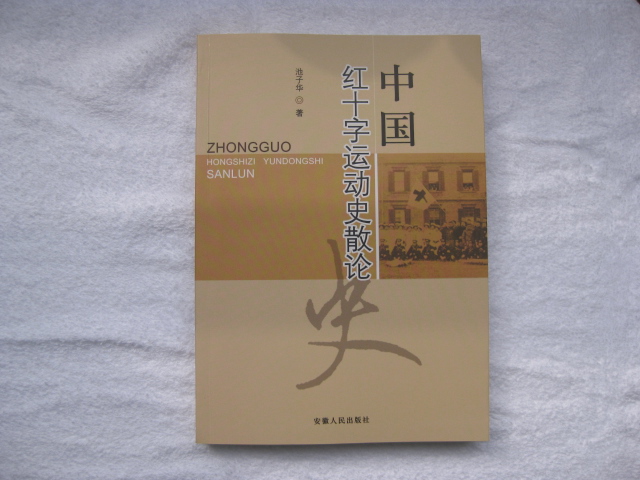 中国
红十字运动史散论
池子华 ◎ 著
ZHONGGUO
HONGSHIZI YUNDONGSHI
SANLUN
史
安徽人民出版社